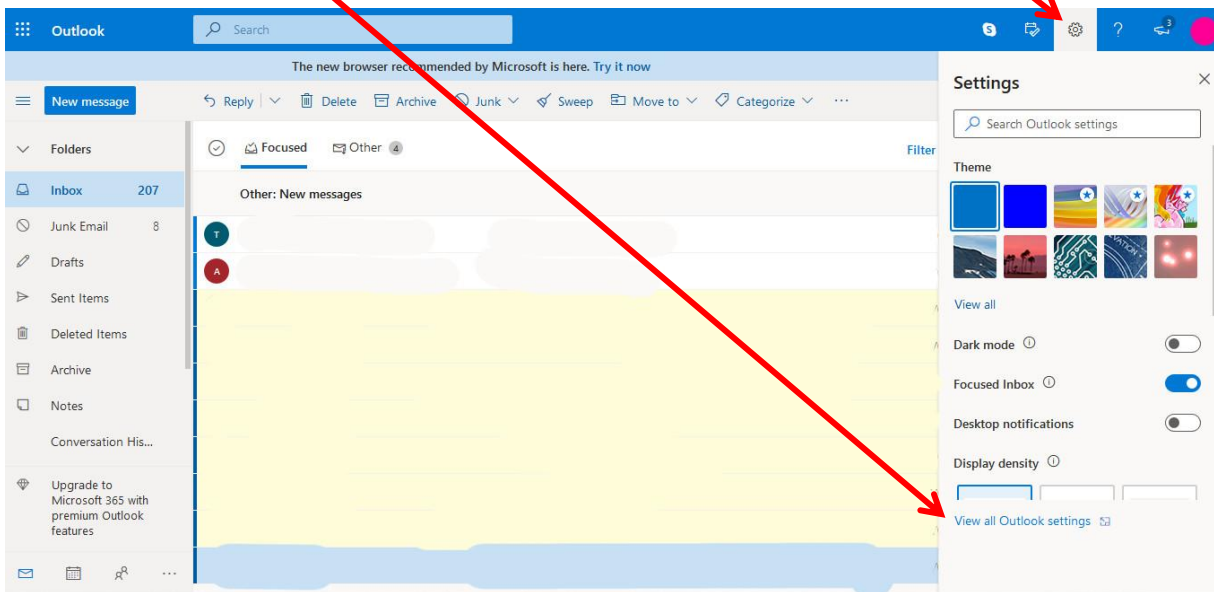 Outlook
Search
S
?
3
The new browser recommended by Microsoft is here. Try it now
New message
Reply
Delete
Archive
Junk
Sweep
Move to
Categorize
...
Folders
Focused
Other 4
Filter
Inbox 207
Other: New messages
Junk Email 8
T
Drafts
A
Sent Items
Deleted Items
Archive
Notes
Conversation His...
Upgrade to
Microsoft 365 with
premium Outlook
features
...
Settings
Search Outlook settings
Theme
View all
Dark mode
Focused Inbox
Desktop notifications
Display density
View all Outlook settings